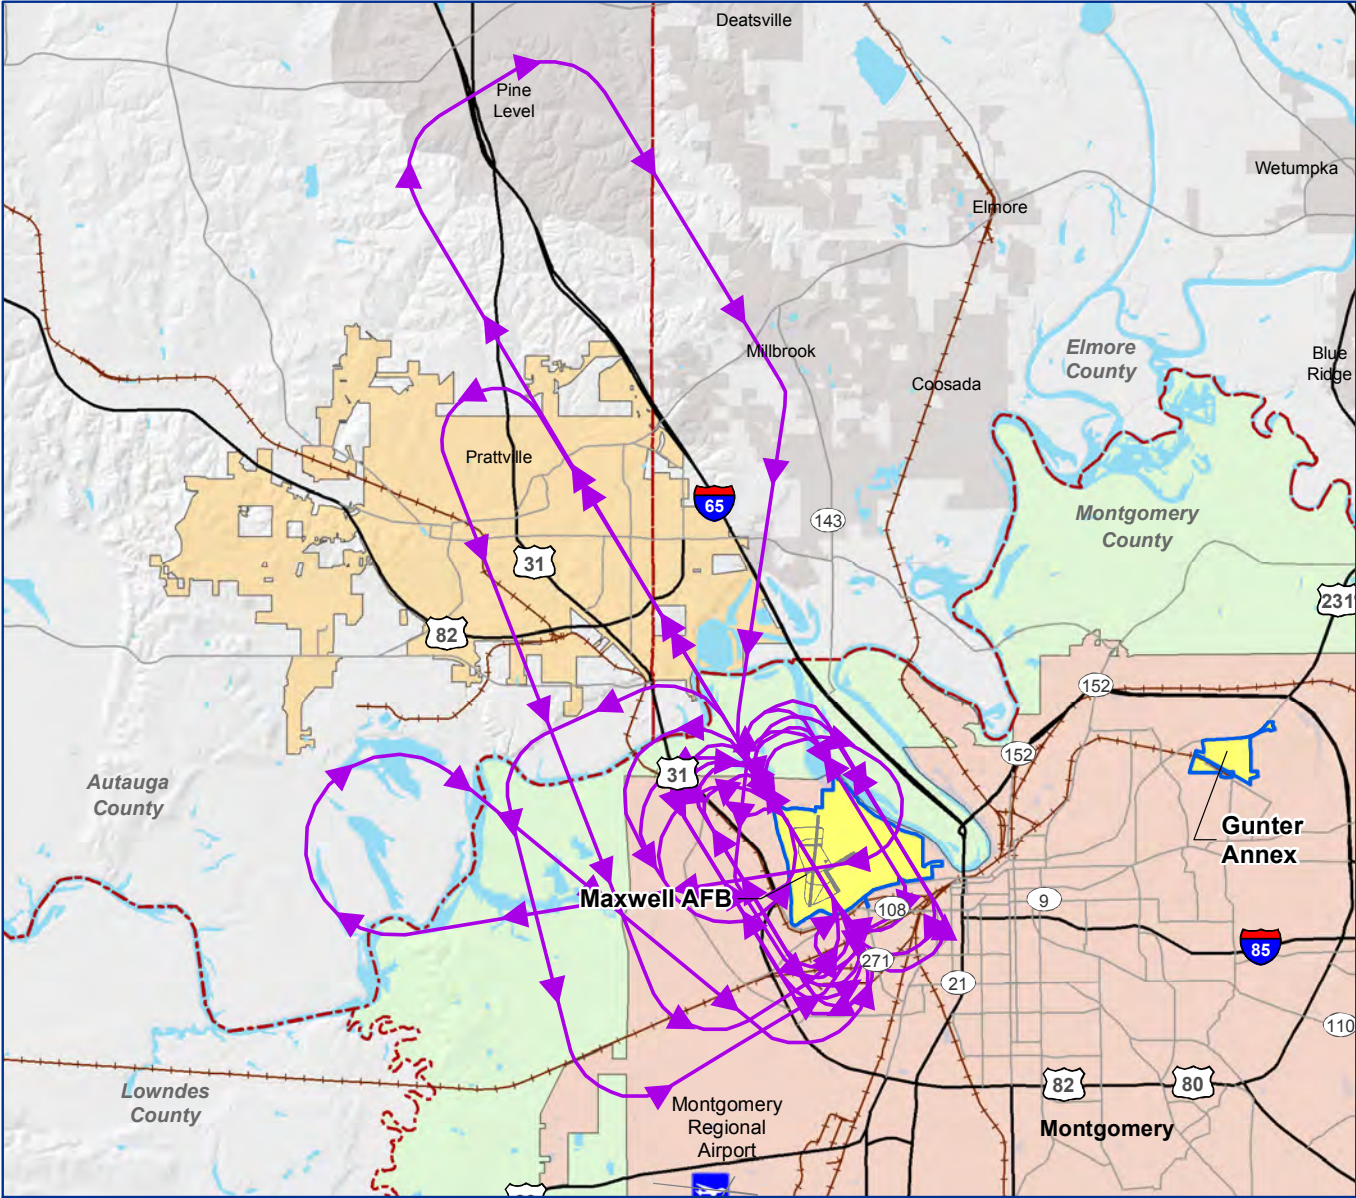 Deatsville
Pine
Level
Wetumpka
Elmore
Elmore
County
Millbrook
Blue
Ridge
Coosada
Prattville
65
143
Montgomery
County
31
231
82
152
152
31
Autauga
County
Gunter
Annex
Maxwell AFB
108
9
85
271
21
110
Lowndes
County
82
80
Montgomery
Regional
Airport
Montgomery